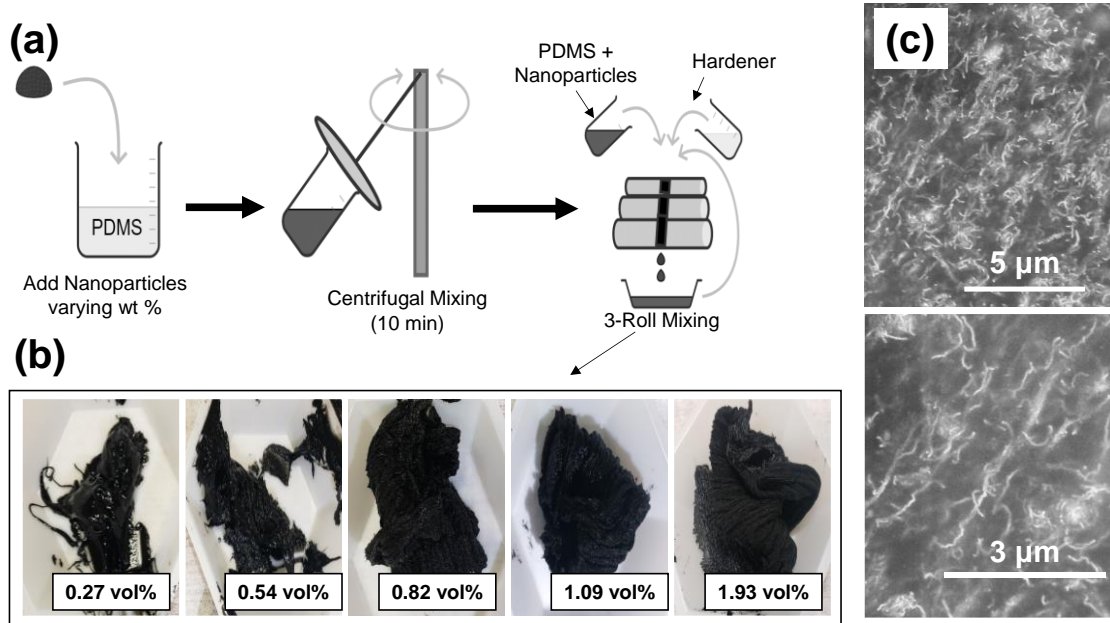 (a)
PDMS
Add Nanoparticles
varying wt %
Centrifugal Mixing
(10 min)
PDMS +
Nanoparticles
Hardener
3-Roll Mixing
(b)
0.27 vol%
0.54 vol%
0.82 vol%
1.09 vol%
1.93 vol%
(c)
5 µm
3 µm